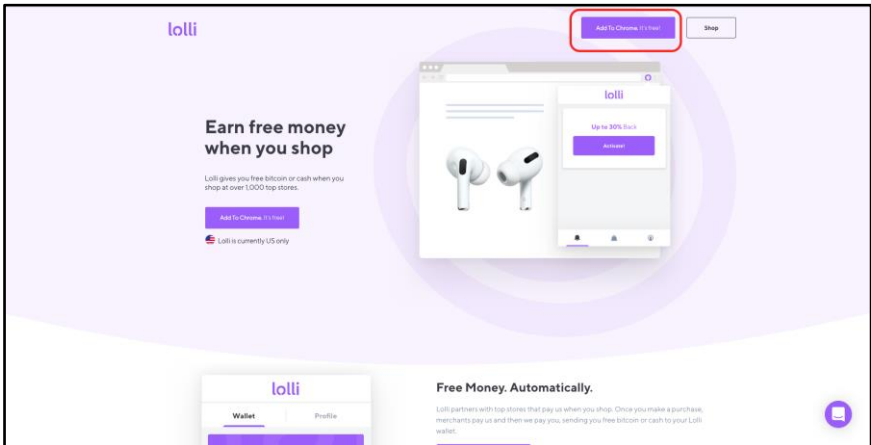 lolli
Add To Chrome. It's free!
Shop
lolli
Up to 30% Back
Activate!
Earn free money
when you shop
Lolli gives you free bitcoin or cash when you
shop at over 1,000 top stores.
Add To Chrome. It's free!
Lolli is currently US only
lolli
Wallet
Profile
Free Money. Automatically.
Lolli partners with top stores that pay us when you shop. Once you make a purchase,
merchants pay us and then we pay you, sending you free bitcoin or cash to your Lolli
wallet.